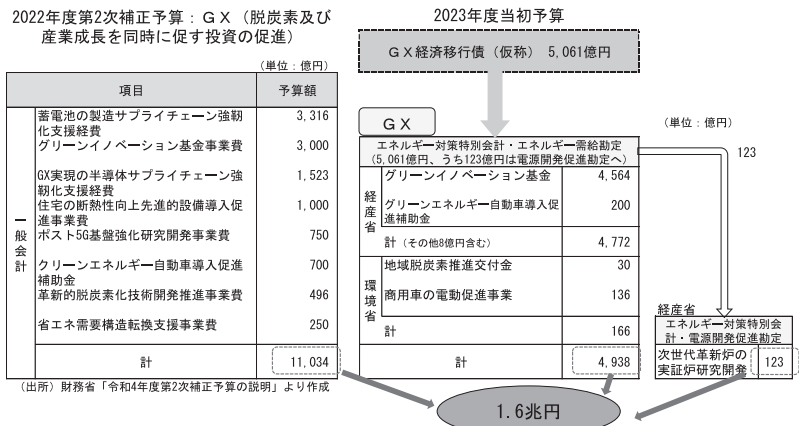 2022年度第2次補正予算：ＧＸ（脱炭素及び
産業成長を同時に促す投資の促進）
（単位：億円）
項目 予算額
一般会計
蓄電池の製造サプライチェーン強靭
化支援経費 3,316
グリーンイノベーション基金事業費 3,000
GX実現の半導体サプライチェーン強
靭化支援経費 1,523
住宅の断熱性向上先進的設備導入促
進事業費 1,000
ポスト5G基盤強化研究開発事業費 750
クリーンエネルギー自動車導入促進
補助金 700
革新的脱炭素化技術開発推進事業費 496
省エネ需要構造転換支援事業費 250
計 11,034
（出所）財務省「令和4年度第2次補正予算の説明」より作成
2023年度当初予算
ＧＸ経済移行債（仮称） 5,061億円
ＧＸ
（単位：億円）
エネルギー対策特別会計・エネルギー需給勘定
（5,061億円、うち123億円は電源開発促進勘定へ）
123
経産省
グリーンイノベーション基金 4,564
グリーンエネルギー自動車導入促
進補助金 200
計（その他8億円含む） 4,772
環境省
地域脱炭素推進交付金 30
商用車の電動促進事業 136
計 166
計 4,938
経産省
エネルギー対策特別会
計・電源開発促進勘定
次世代革新炉の
実証炉研究開発 123
1.6兆円